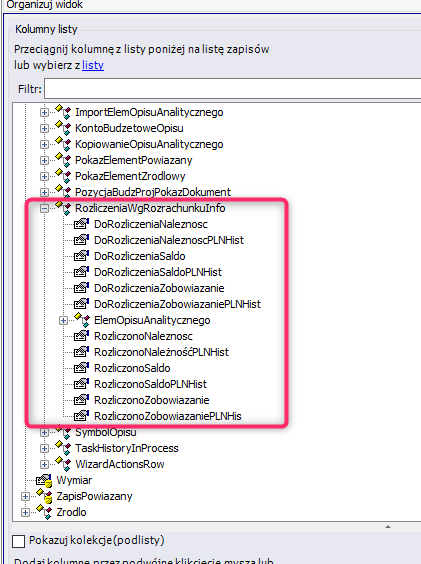 Organizuj widok
Kolumny listy
Przeciągnij kolumnę z listy poniżej na listę zapisów
lub wybierz z listy
Filtr:
ImportElemOpisuAnalitycznego
KontoBudzetoweOpisu
KopiowanieOpisuAnalitycznego
PokazElementPowiazany
PokazElementZrodlowy
PozycjaBudzProjPokazDokument
RozliczeniaWgRozrachunkuInfo
DoRozliczeniaNaleznosc
DoRozliczeniaNaleznoscPLNHist
DoRozliczeniaSaldo
DoRozliczeniaSaldoPLNHist
DoRozliczeniaZobowiazanie
DoRozliczeniaZobowiazaniePLNHist
ElemOpisuAnalitycznego
RozliczonoNaleznosc
RozliczonoNależnośćPLNHist
RozliczonoSaldo
RozliczonoSaldoPLNHist
RozliczonoZobowiazanie
RozliczonoZobowiazaniePLNHis
SymbolOpisu
TaskHistoryInProcess
WizardActionsRow
Wymiar
ZapisPowiazany
Zrodlo
Pokazuj kolekcje(podlisty)
Dodaj kolumnę przez podwójne kliknięcie myszą lub